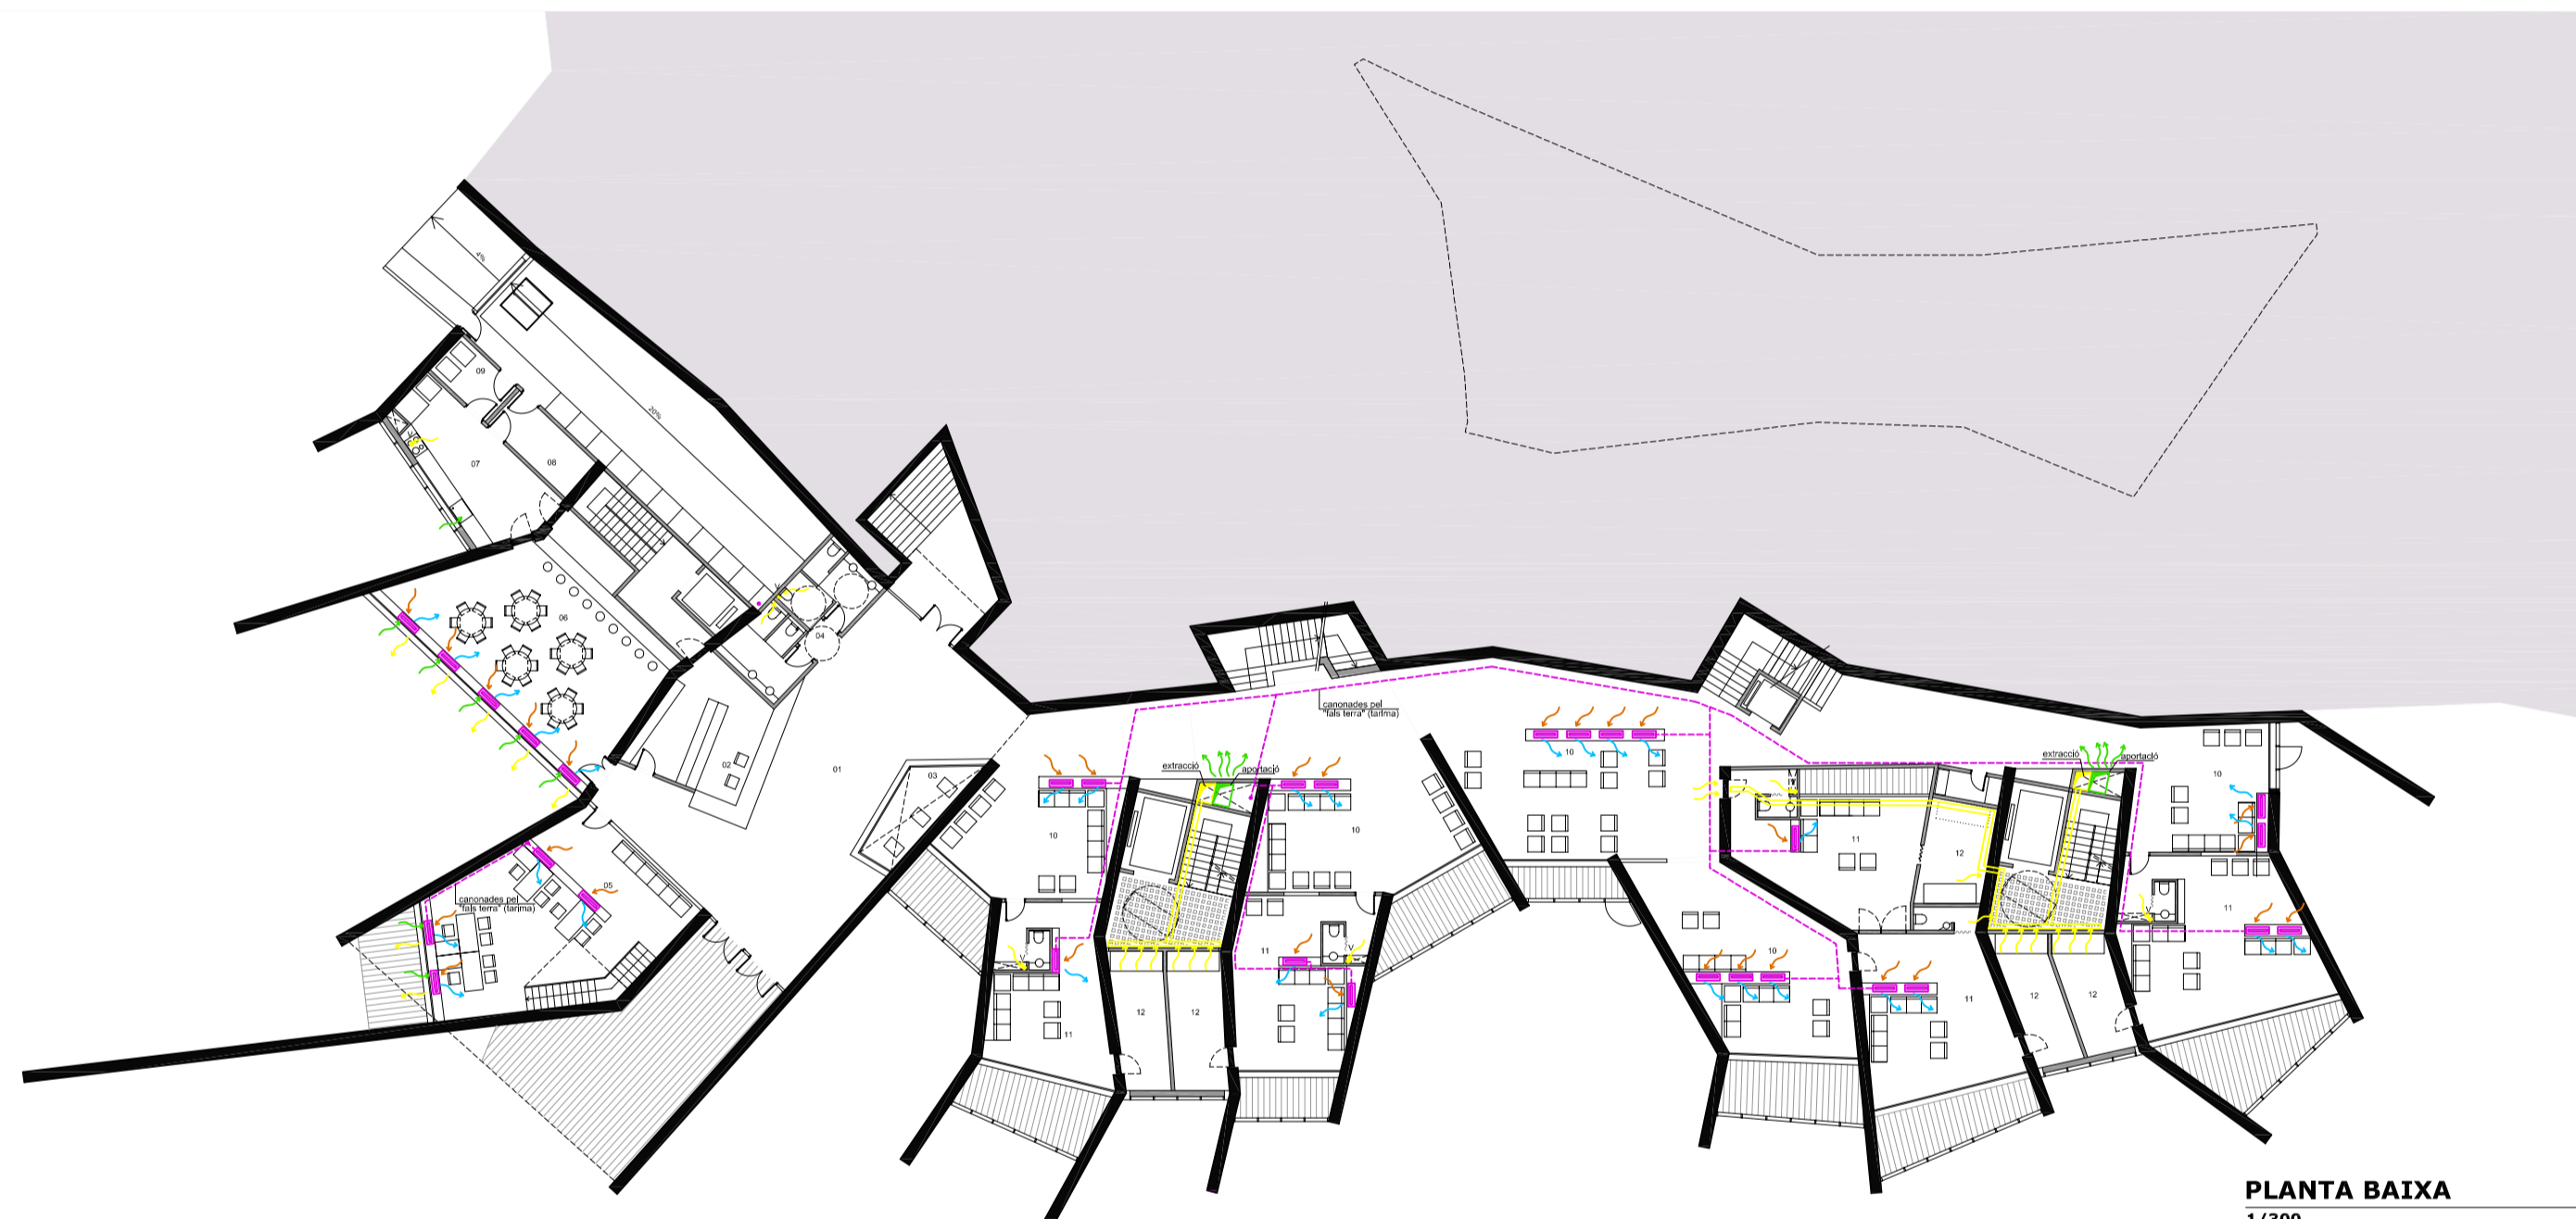 4%
20%
09
07
08
06
04
02
01
03
05
canonades pel
"fals terra" (tarima)
canonades pel
"fals terra" (tarima)
extracció
aportació
10
10
10
11
11
12
12
11
12
extracció
aportació
10
11
10
11
12
12
V
V
V
V
V
PLANTA BAIXA
1/300